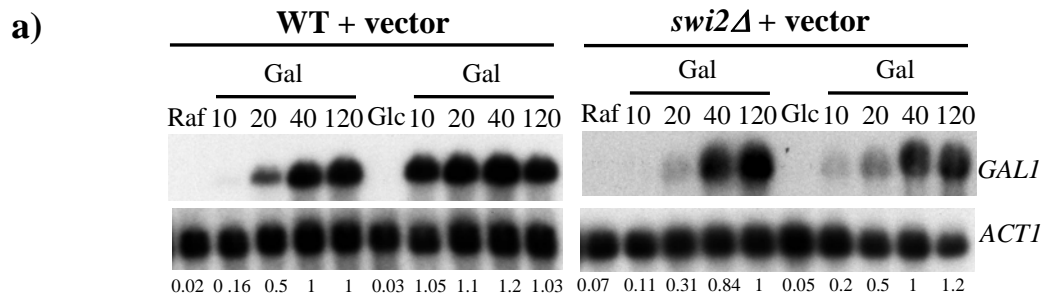 a)
WT + vector swi2Δ + vector
Gal Gal Gal Gal
Raf 10 20 40 120 Glc 10 20 40 120 Raf 10 20 40 120 Glc 10 20 40 120
GAL1
ACT1
0.02 0 .16 0.5 1 1 0.03 1.05 1.1 1.2 1.03 0.07 0.11 0.31 0.84 1 0.05 0.2 0.5 1 1.2